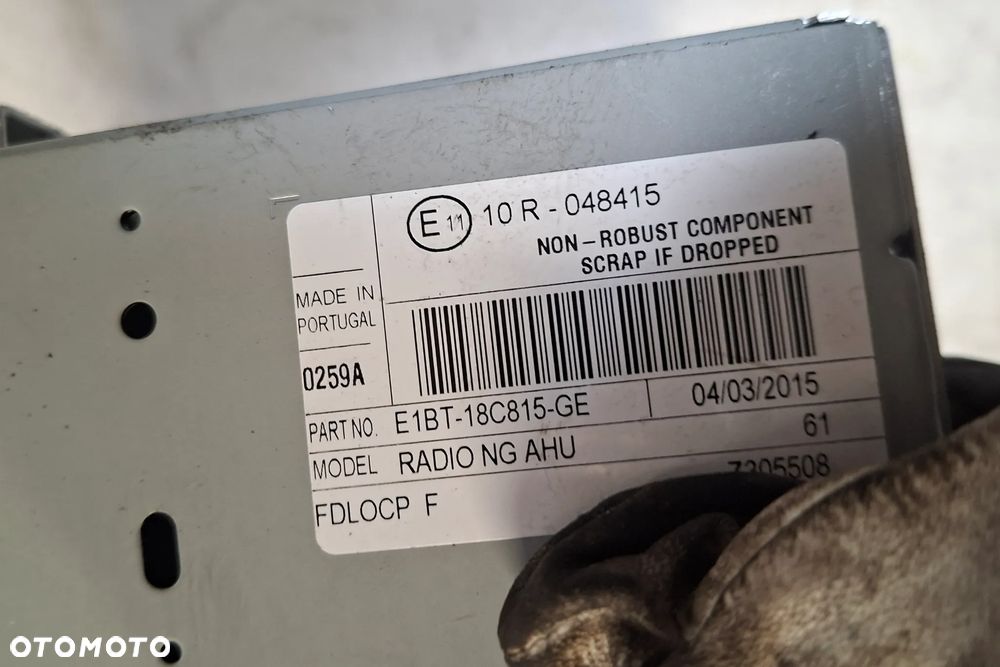 E11 10 R - 048415
NON-ROBUST COMPONENT
SCRAP IF DROPPED
MADE IN
PORTUGAL
0259A
PART NO. E1BT-18C815-GE 04/03/2015
MODEL RADIO NG AHU 61
FDLOCP F 7205508
OTOMOTO